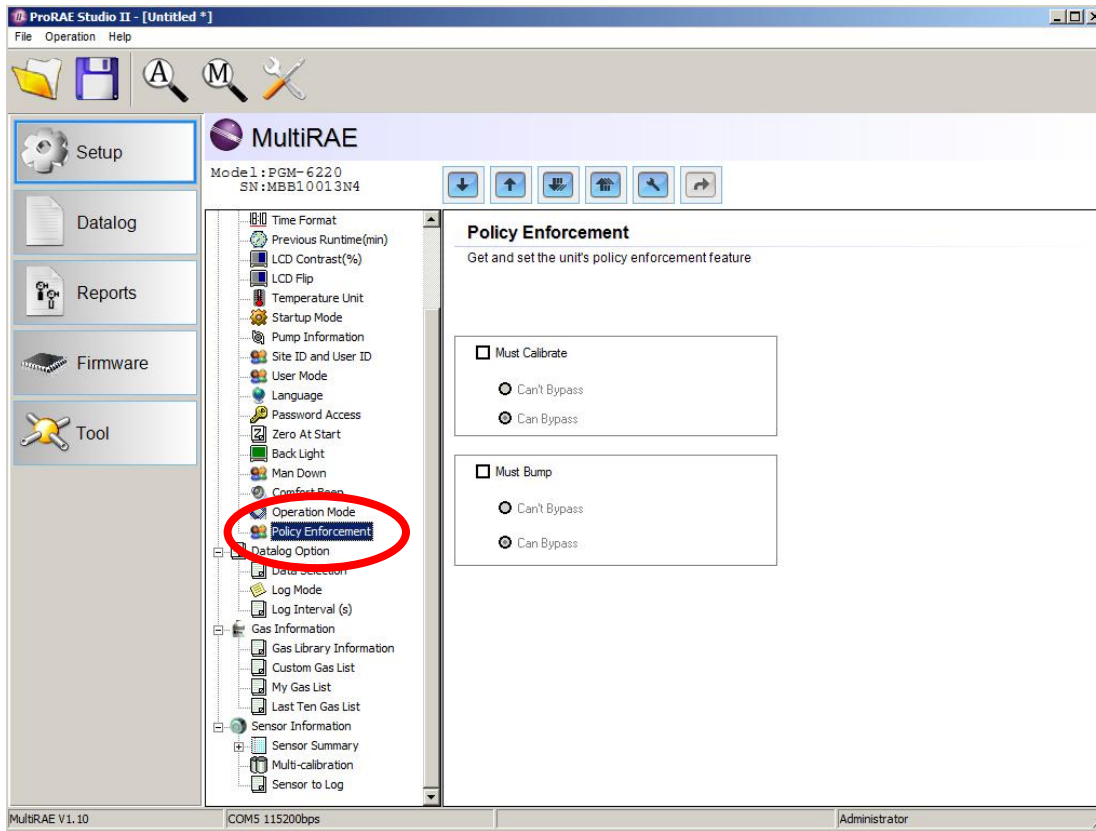 ProRAE Studio II - [Untitled *]
File Operation Help
A
M
Setup
Datalog
Reports
Firmware
Tool
MultiRAE
Model:PGM-6220
SN:MBB10013N4
Time Format
Previous Runtime(min)
LCD Contrast(%)
LCD Flip
Temperature Unit
Startup Mode
Pump Information
Site ID and User ID
User Mode
Language
Password Access
Zero At Start
Back Light
Man Down
Comfort Beep
Operation Mode
Policy Enforcement
Datalog Option
Data Selection
Log Mode
Log Interval (s)
Gas Information
Gas Library Information
Custom Gas List
My Gas List
Last Ten Gas List
Sensor Information
Sensor Summary
Multi-calibration
Sensor to Log
Policy Enforcement
Get and set the unit's policy enforcement feature
Must Calibrate
Can't Bypass
Can Bypass
Must Bump
Can't Bypass
Can Bypass
MultiRAE V1.10
COM5 115200bps
Administrator